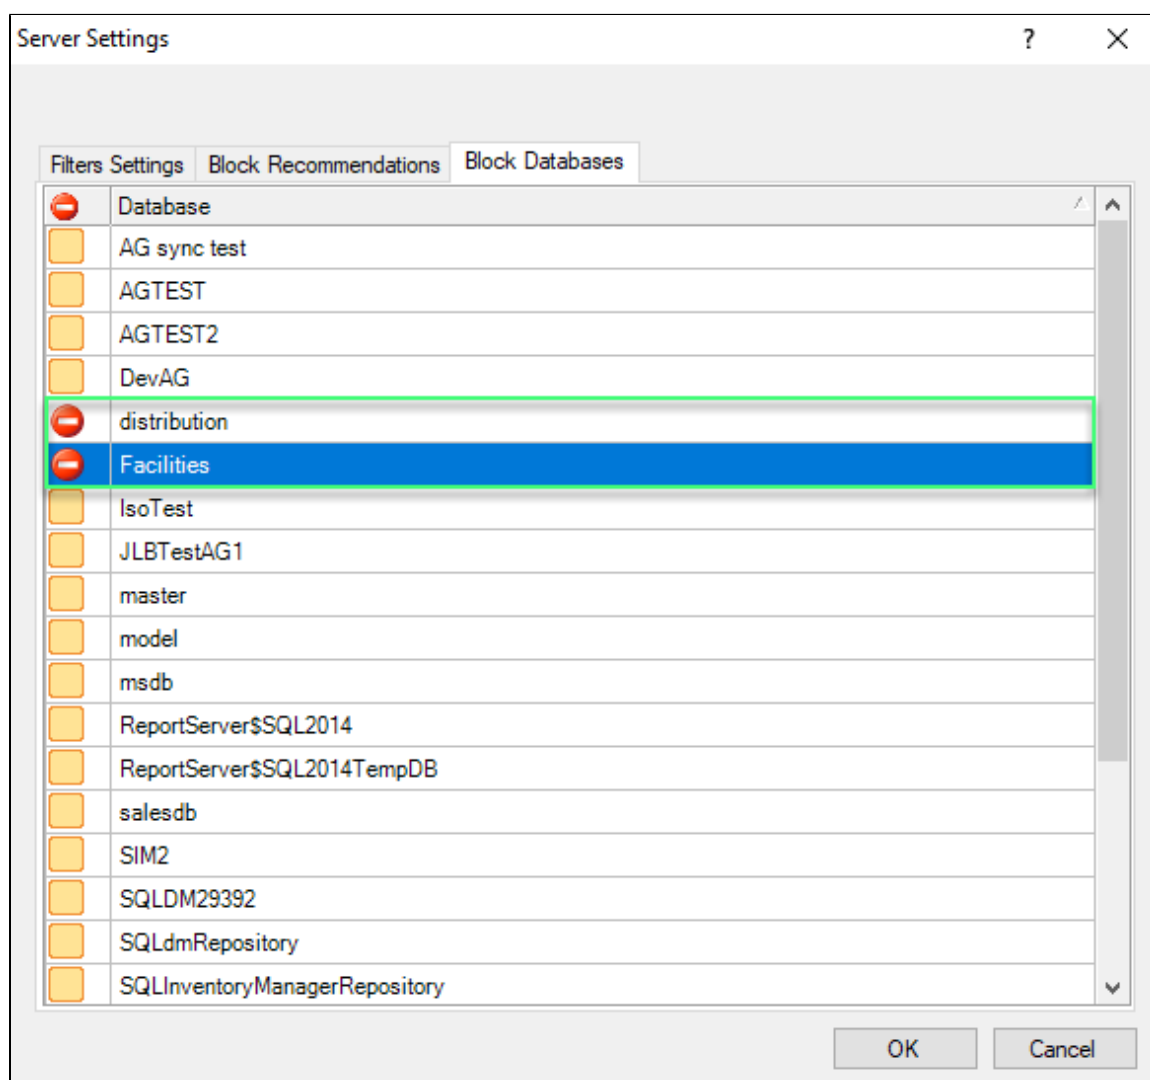 Server Settings ?
Filters Settings Block Recommendations Block Databases
Database
AG sync test
AGTEST
AGTEST2
DevAG
distribution
Facilities
IsoTest
JLBTestAG1
master
model
msdb
ReportServer$SQL2014
ReportServer$SQL2014TempDB
salesdb
SIM2
SQLDM29392
SQLdmRepository
SQLInventoryManagerRepository
OK Cancel